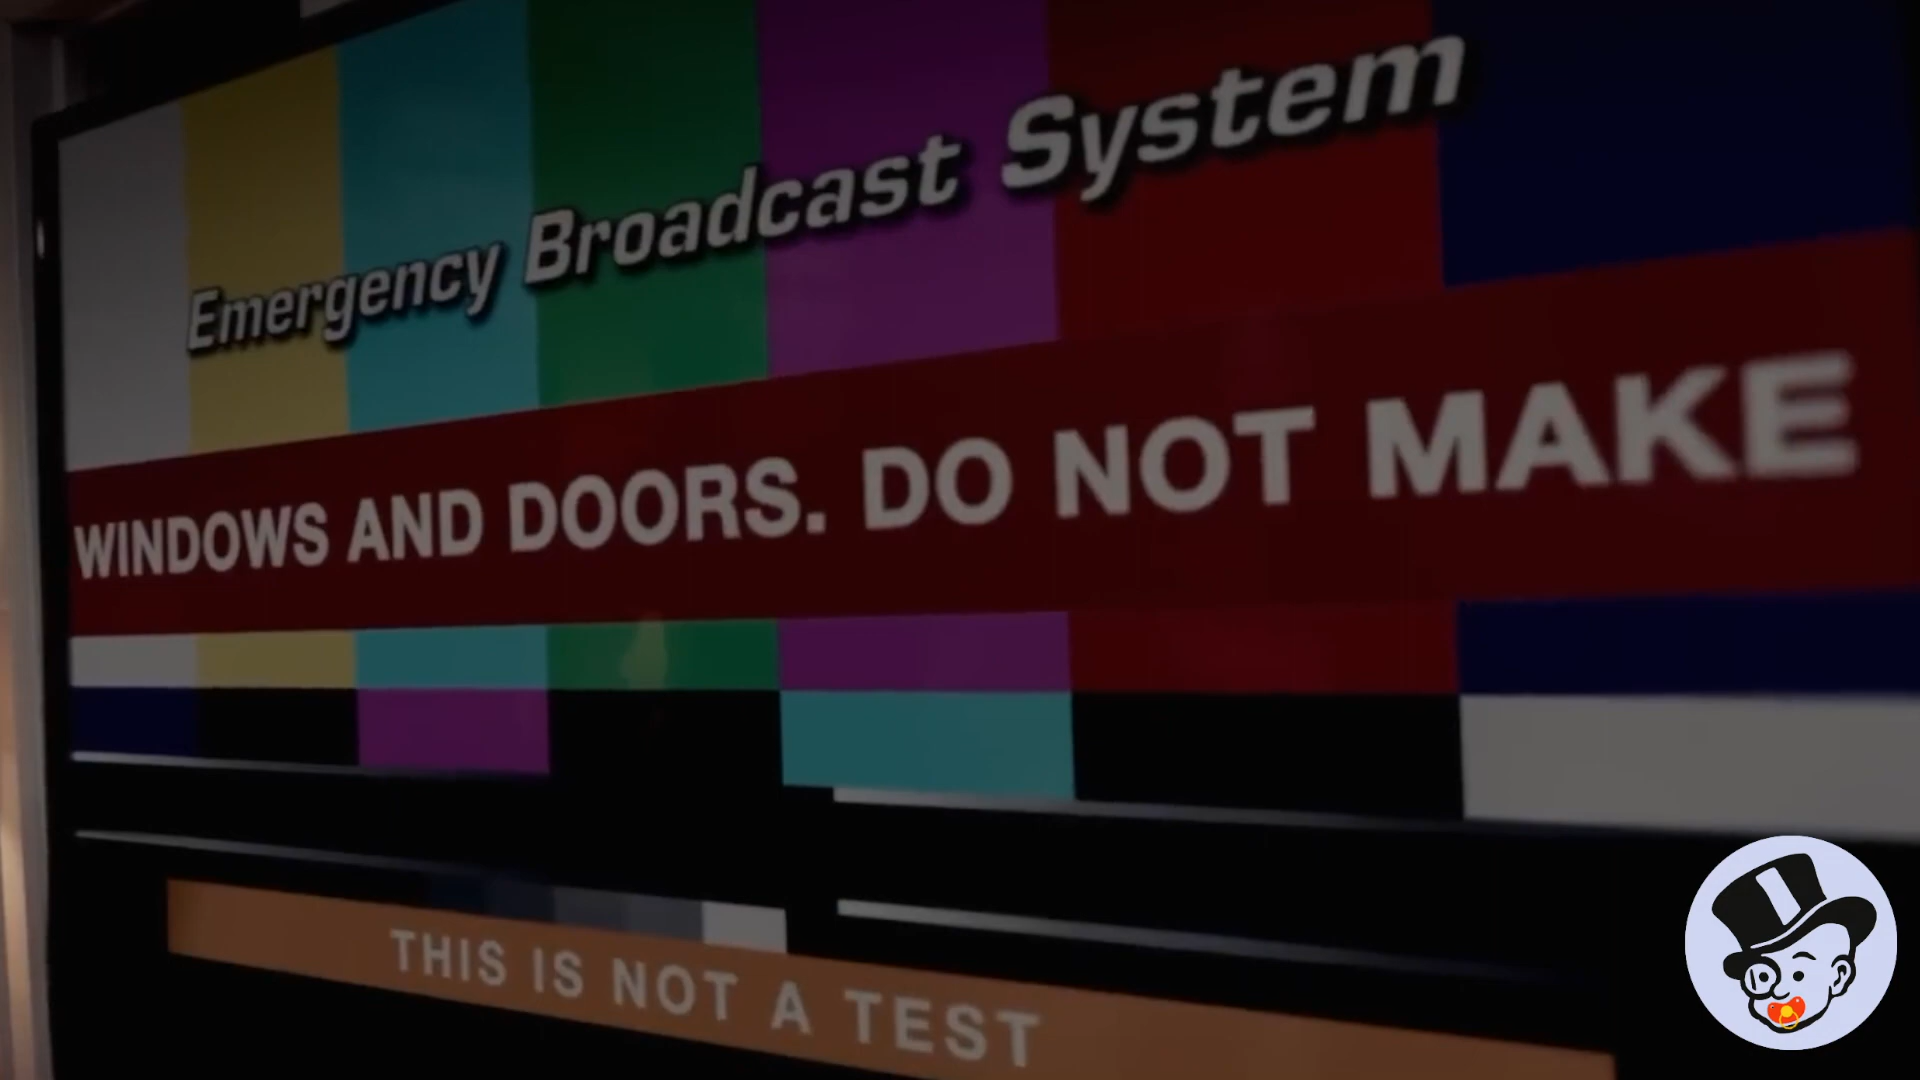 Emergency Broadcast System
WINDOWS AND DOORS. DO NOT MAKE
THIS IS NOT A TEST